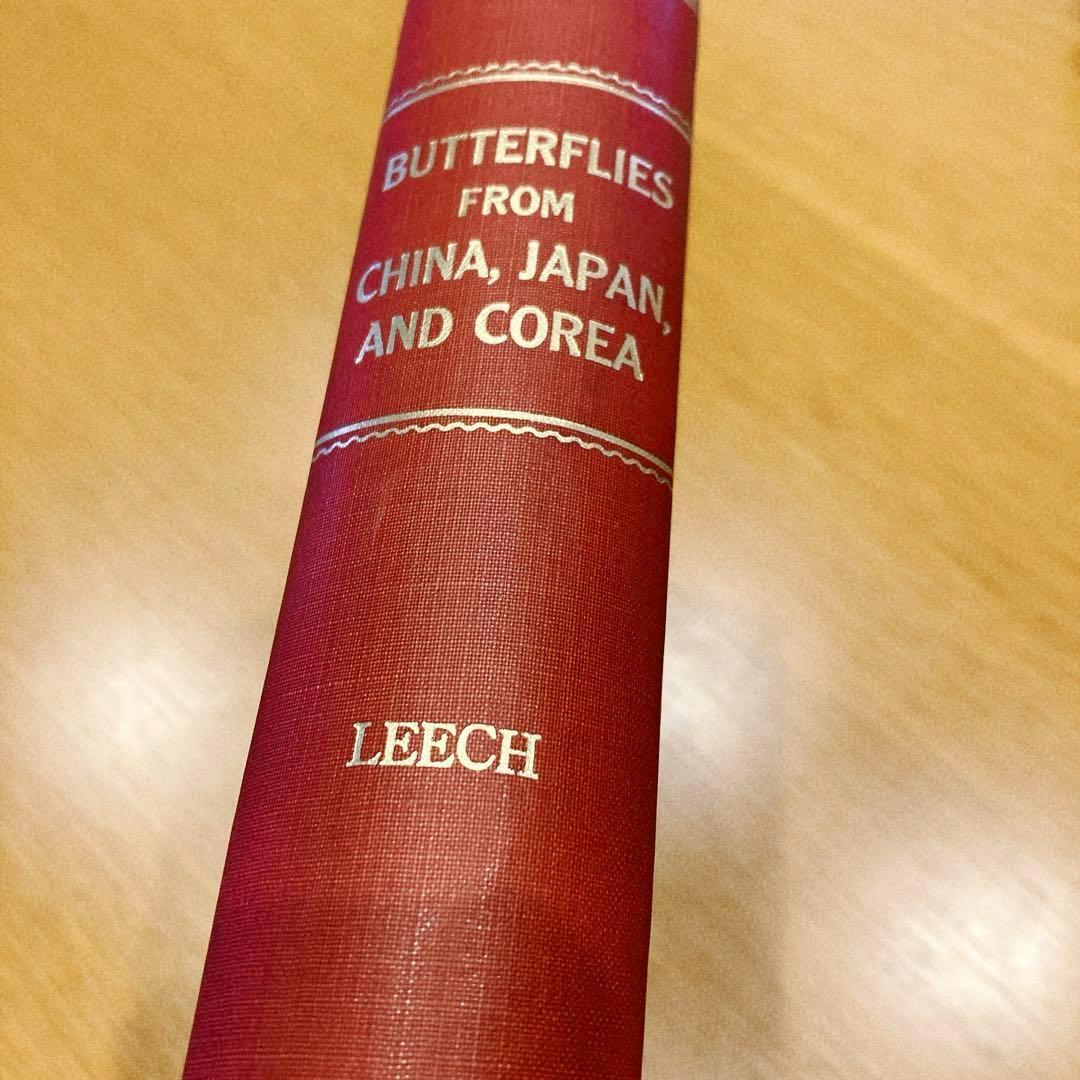 BUTTERFLIES
FROM
CHINA, JAPAN,
AND COREA
LEECH